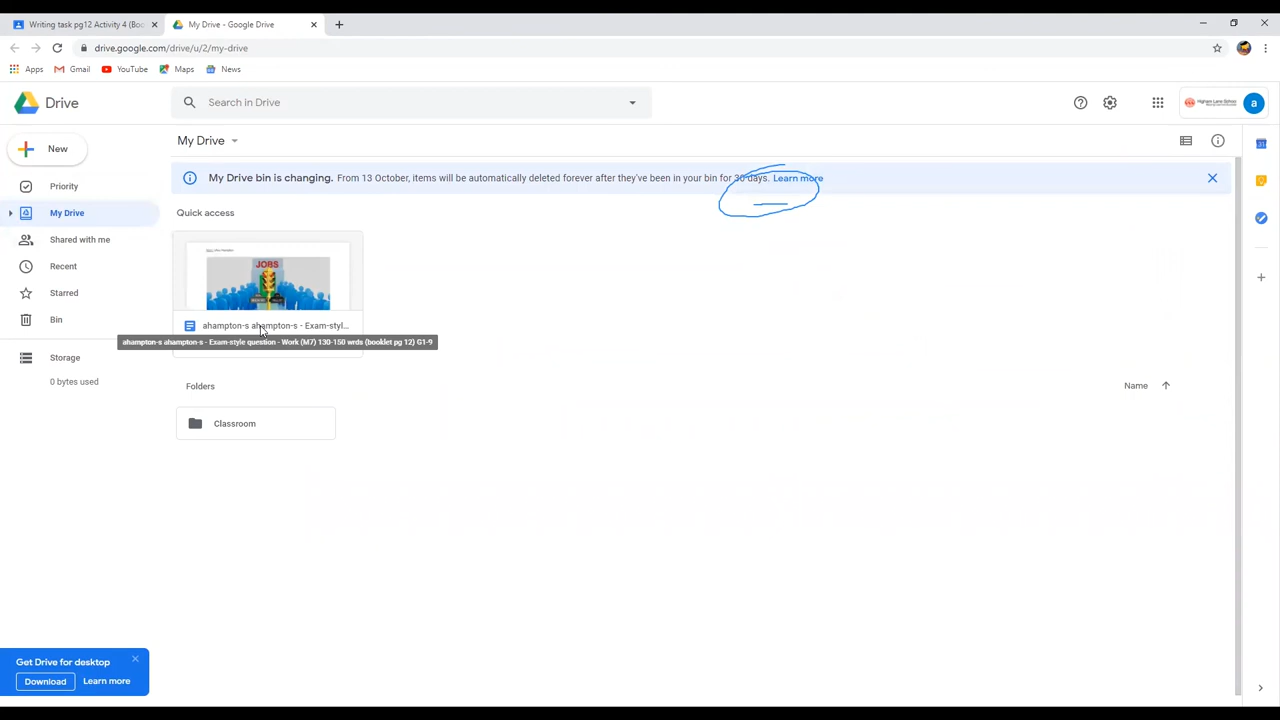 Writing task pg12 Activity 4 (Boo
My Drive - Google Drive
drive.google.com/drive/u/2/my-drive
Apps
Gmail
YouTube
Maps
News
Drive
Search in Drive
Higham Lane School
a
New
My Drive
Priority
My Drive
Shared with me
Recent
Starred
Bin
Storage
0 bytes used
My Drive bin is changing. From 13 October, items will be automatically deleted forever after they've been in your bin for 30 days. Learn more
Quick access
JOBS
ahampton-s ahampton-s - Exam-styl...
ahampton-s ahampton-s - Exam-style question - Work (M7) 130-150 wrds (booklet pg 12) G1-9
Folders
Name
Classroom
Get Drive for desktop
Download
Learn more